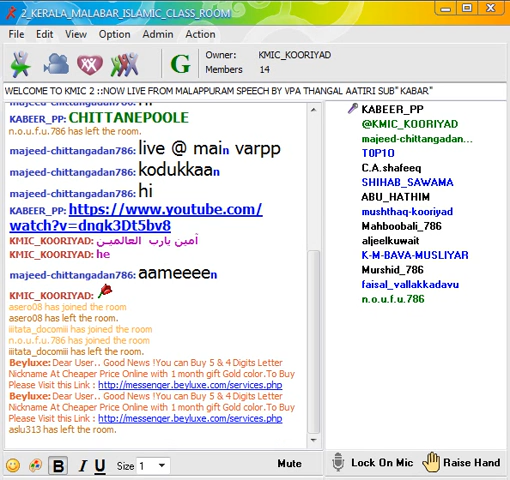 2_KERALA_MALABAR_ISLAMIC_CLASS_ROOM
File Edit View Option Admin Action
G
Owner: KMIC_KOORIYAD
Members 14
WELCOME TO KMIC 2 ::NOW LIVE FROM MALAPPURAM SPEECH BY VPA THANGAL AATIRI SUB" KABAR"
KABEER_PP: CHITTANEPOOLE
n.o.u.f.u.786 has left the room.
majeed-chittangadan786: live @ main varpp
majeed-chittangadan786: kodukkaan
majeed-chittangadan786: hi
KABEER_PP: https://www.youtube.com/
watch?v=dngk3Dt5bv8
KMIC_KOORIYAD: آمين يارب العالميـن
KMIC_KOORIYAD: he
majeed-chittangadan786: aameeeen
KMIC_KOORIYAD:
asero08 has joined the room
asero08 has left the room.
iiitata_docomiii has joined the room
iiitata_docomiii has left the room.
Beyluxe: Dear User.. Good News !You can Buy 5 & 4 Digits Letter
Nickname At Cheaper Price Online with 1 month gift Gold color.To Buy
Please Visit this Link : http://messenger.beyluxe.com/services.php
Beyluxe: Dear User.. Good News !You can Buy 5 & 4 Digits Letter
Nickname At Cheaper Price Online with 1 month gift Gold color.To Buy
Please Visit this Link : http://messenger.beyluxe.com/services.php
aslu313 has left the room.
KABEER_PP
@KMIC_KOORIYAD
majeed-chittangadan...
T0P1O
C.A.shafeeq
SHIHAB_SAWAMA
ABU_HATHIM
mushthaq-kooriyad
Mahboobali_786
aljeelkuwait
K-M-BAVA-MUSLIYAR
Murshid_786
faisal_vallakkadavu
n.o.u.f.u.786
B I U Size 1 Mute
Lock On Mic Raise Hand